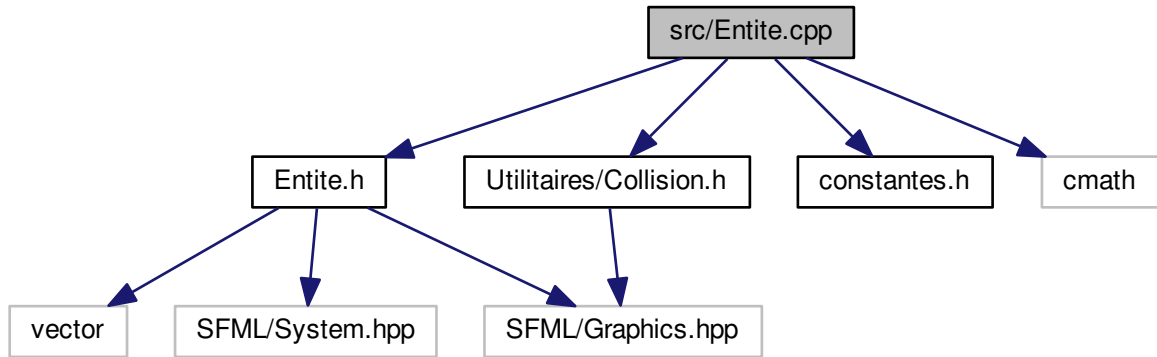 src/Entite.cpp
Entite.h
Utilitaires/Collision.h
constantes.h
cmath
vector
SFML/System.hpp
SFML/Graphics.hpp